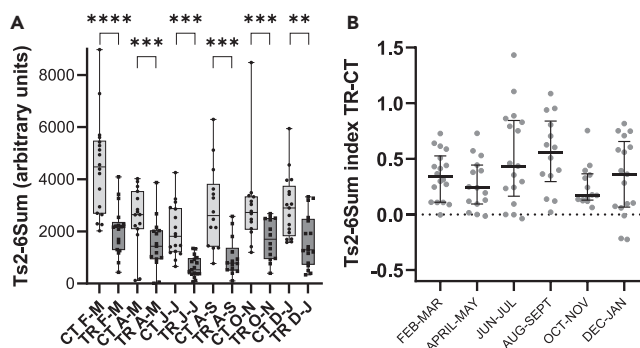 A
**** **** *** *** *** *** **
Ts2-6Sum (arbitrary units)
8000
6000
4000
2000
0
CT F-M
TR F-M
CT A-M
TR A-M
CT J-J
TR J-J
CT A-S
TR A-S
CT O-N
TR O-N
CT D-J
TR D-J
B
Ts2-6Sum index TR-CT
1.5
1.0
0.5
0.0
-0.5
FEB-MAR
APRIL-MAY
JUN-JUL
AUG-SEPT
OCT-NOV
DEC-JAN